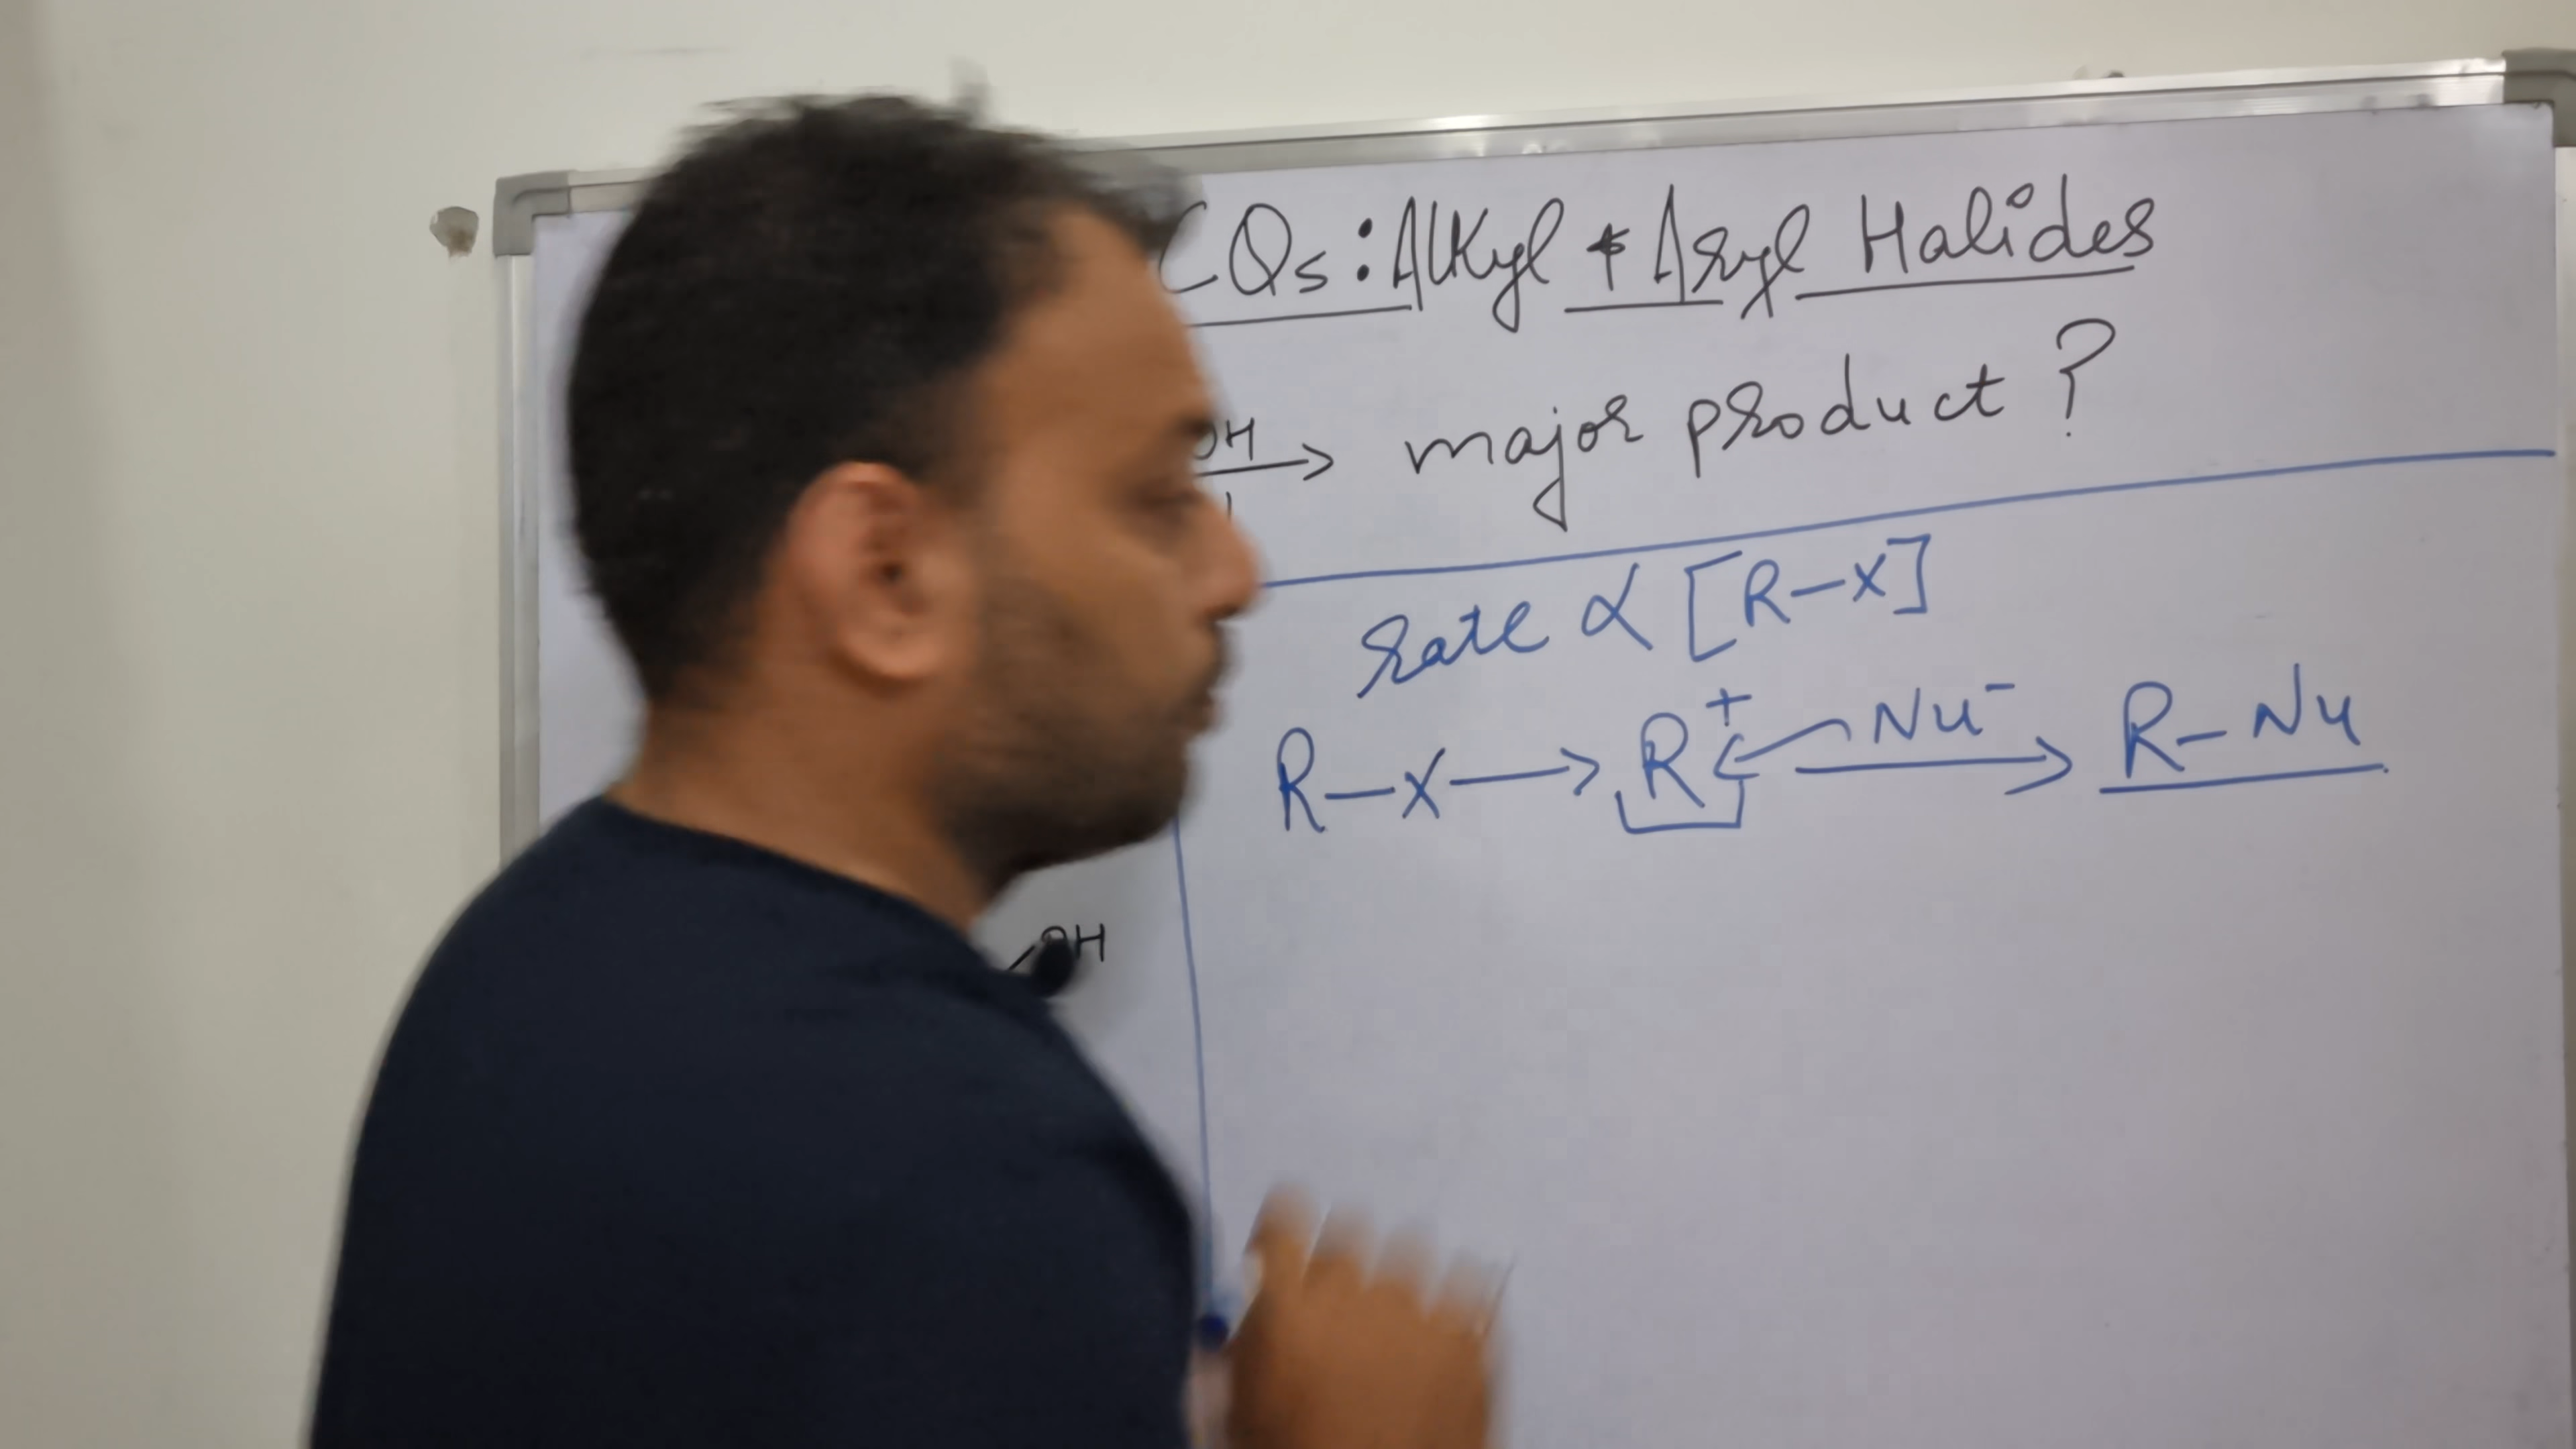 CQs: Alkyl & Aryl Halides
OH → major product?
rate ∝ [R-X]
R-X → R⁺ ← Nu⁻ → R-Nu
OH